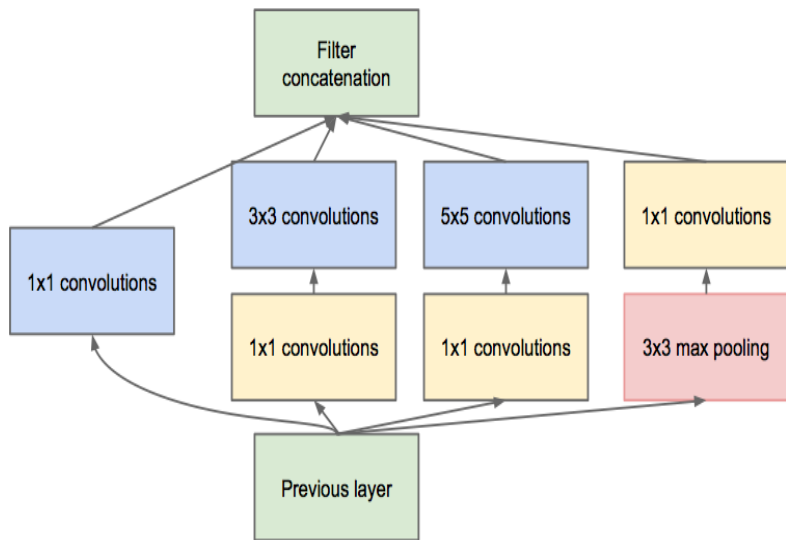 Filter
concatenation
3x3 convolutions
5x5 convolutions
1x1 convolutions
1x1 convolutions
1x1 convolutions
1x1 convolutions
3x3 max pooling
Previous layer